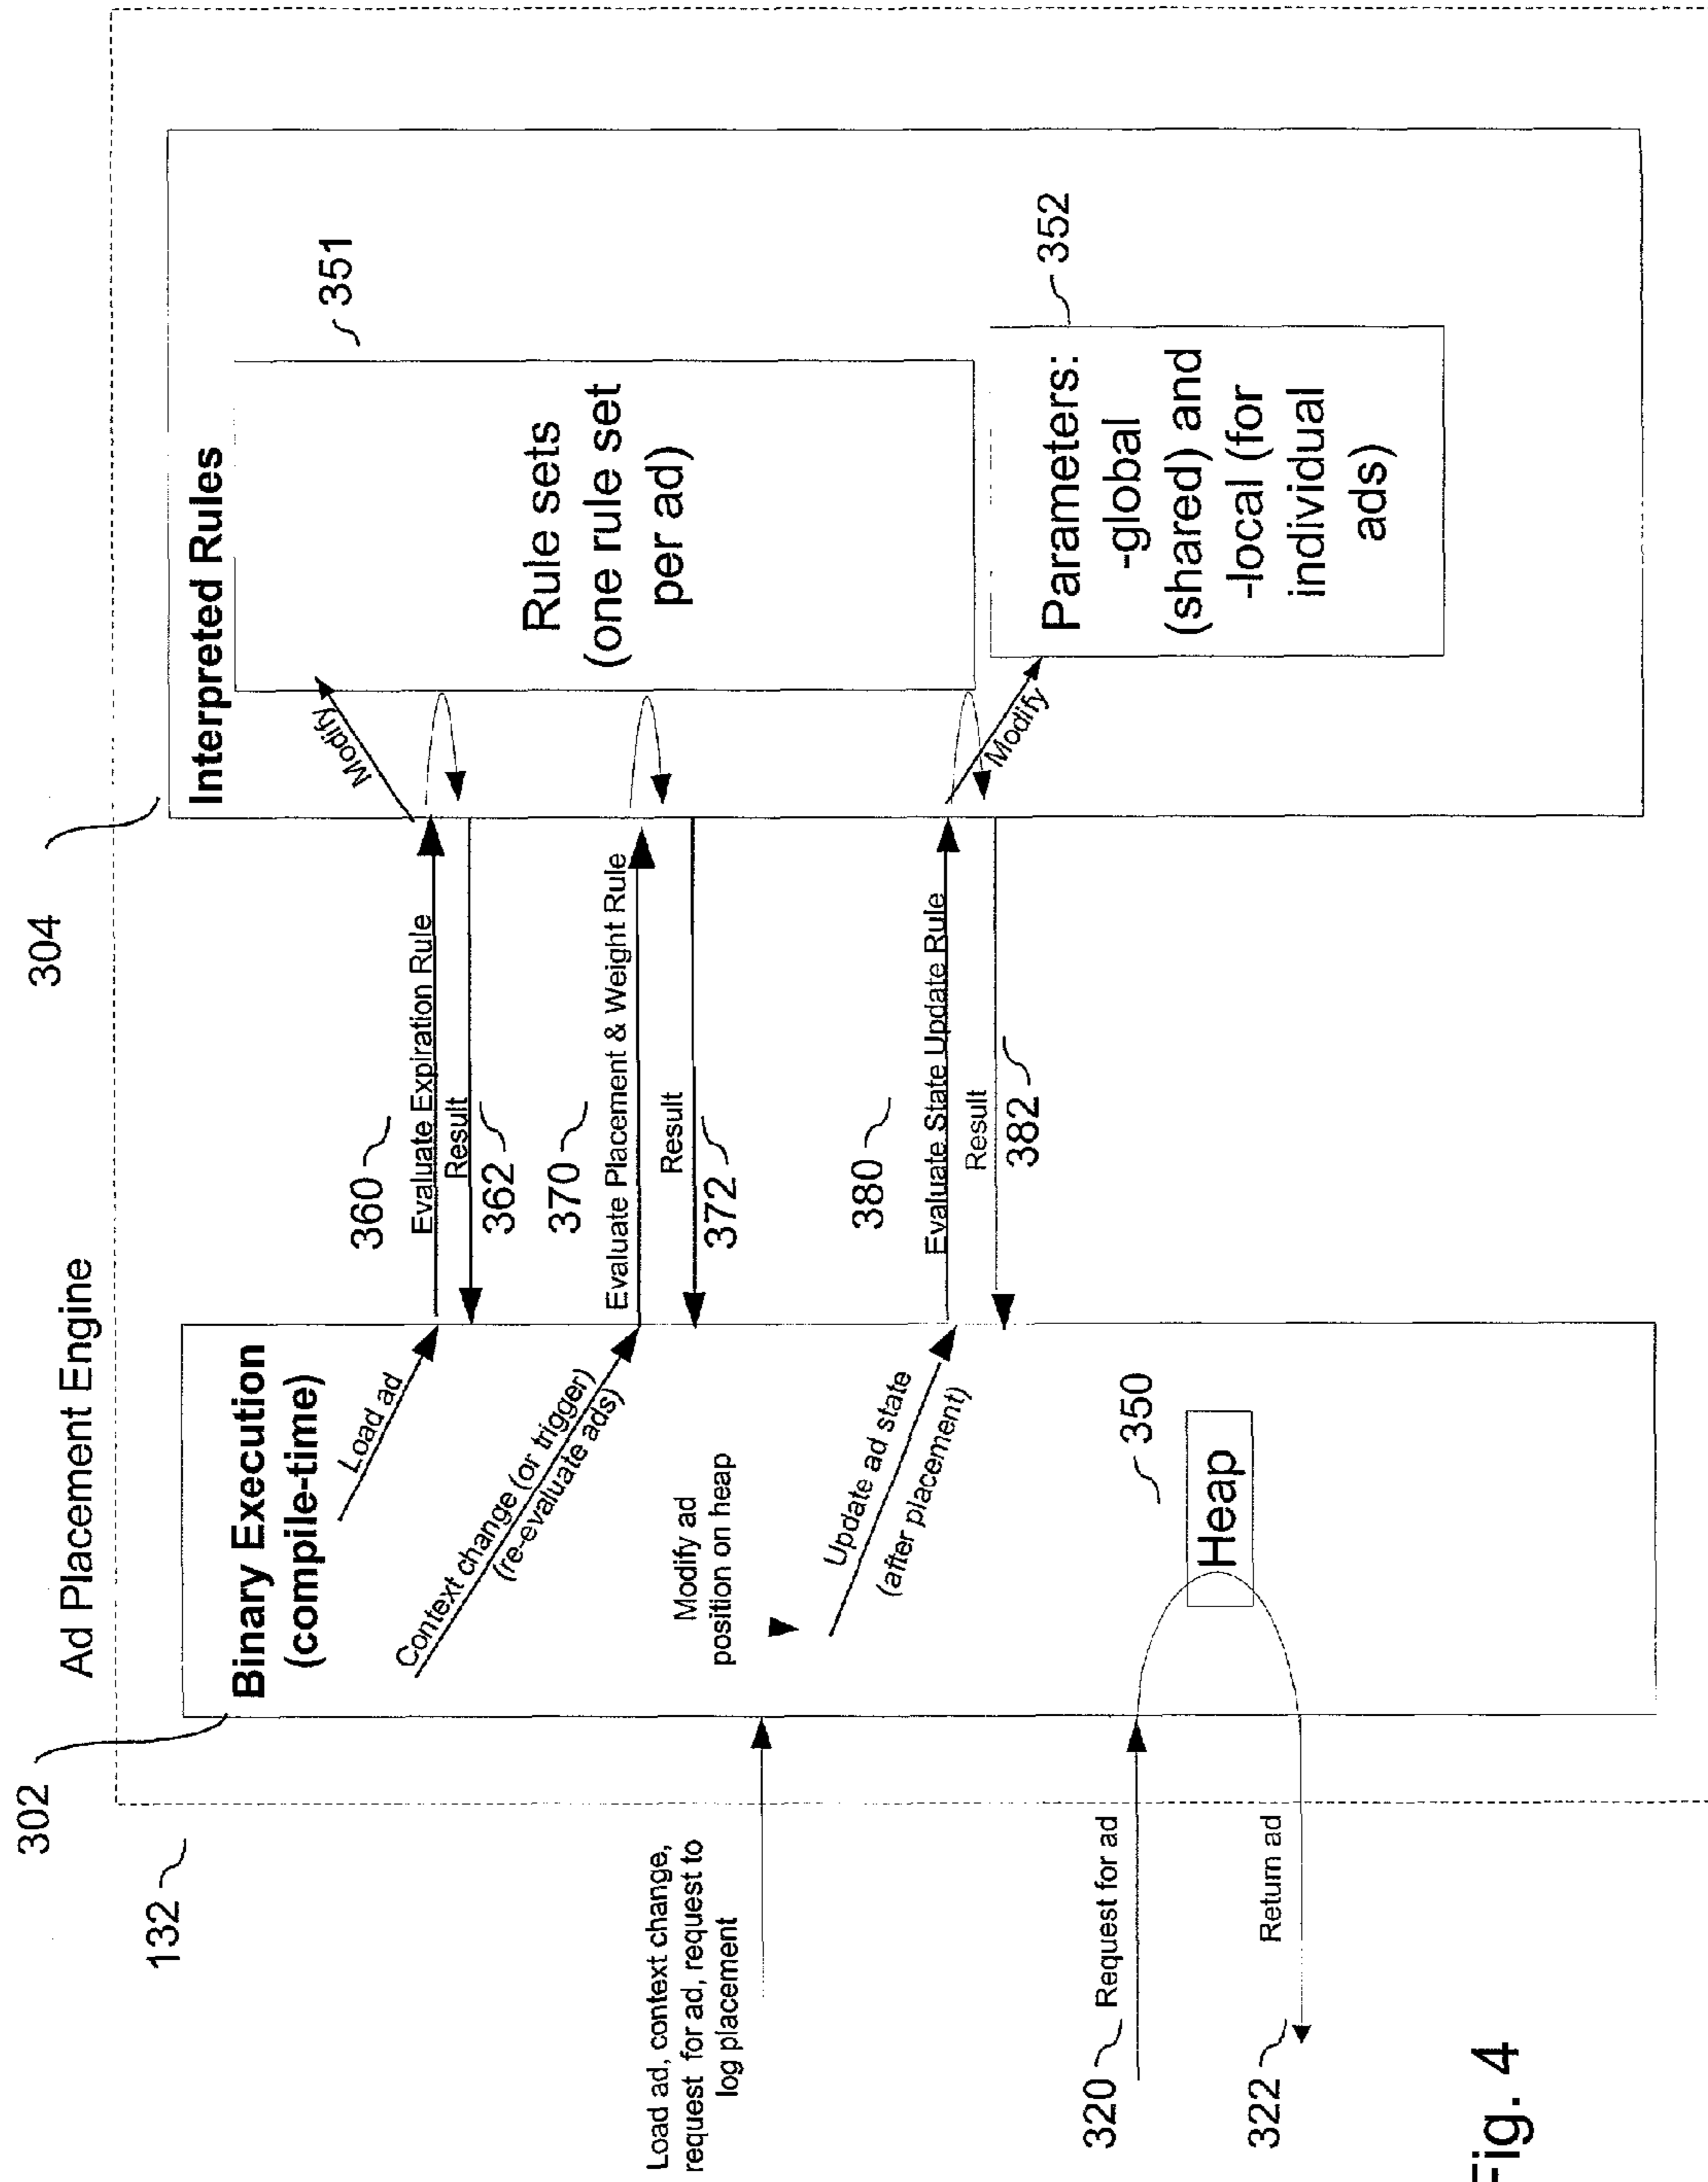 Ad Placement Engine
132
302
304
Binary Execution
(compile-time)
Load ad
Context change (or trigger)
(re-evaluate ads)
Modify ad
position on heap
Update ad state
(after placement)
350
Heap
Load ad, context change,
request for ad, request to
log placement
320
Request for ad
322
Return ad
360
Evaluate Expiration Rule
Result
362
370
Evaluate Placement & Weight Rule
Result
372
380
Evaluate State Update Rule
Result
382
Interpreted Rules
Modify
351
Rule sets
(one rule set
per ad)
Modify
352
Parameters:
-global
(shared) and
-local (for
individual
ads)
Fig. 4